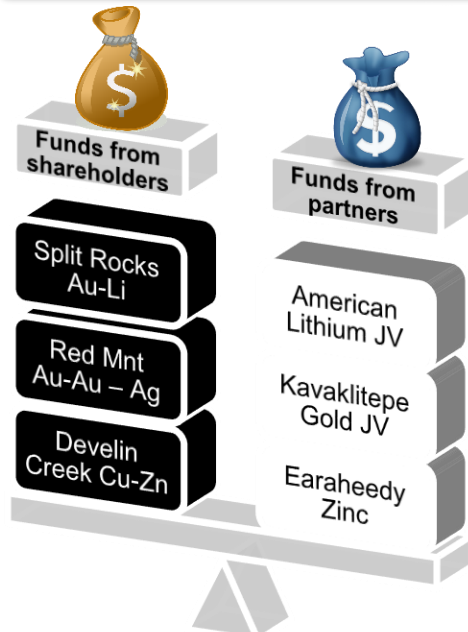 $
Funds from
shareholders
Split Rocks
Au-Li
Red Mnt
Au-Au – Ag
Develin
Creek Cu-Zn
$
Funds from
partners
American
Lithium JV
Kavaklitepe
Gold JV
Earaheedy
Zinc